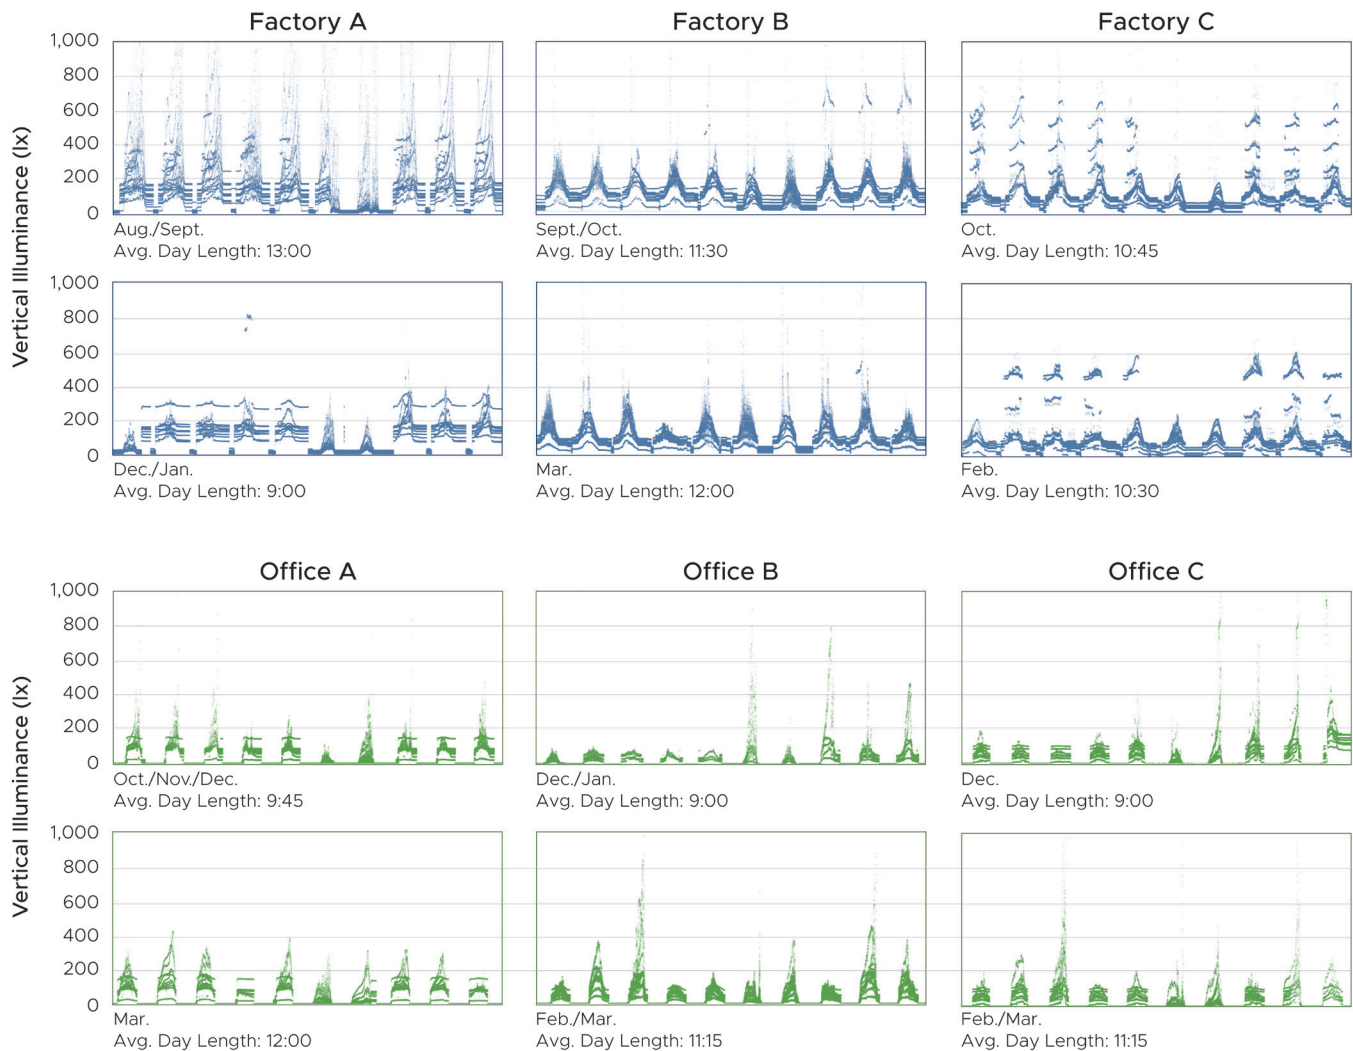 Factory A
Factory B
Factory C
Vertical Illuminance (lx)
1,000
800
600
400
200
0
Aug./Sept.
Avg. Day Length: 13:00
Sept./Oct.
Avg. Day Length: 11:30
Oct.
Avg. Day Length: 10:45
1,000
800
600
400
200
0
Dec./Jan.
Avg. Day Length: 9:00
Mar.
Avg. Day Length: 12:00
Feb.
Avg. Day Length: 10:30
Office A
Office B
Office C
Vertical Illuminance (lx)
1,000
800
600
400
200
0
Oct./Nov./Dec.
Avg. Day Length: 9:45
Dec./Jan.
Avg. Day Length: 9:00
Dec.
Avg. Day Length: 9:00
1,000
800
600
400
200
0
Mar.
Avg. Day Length: 12:00
Feb./Mar.
Avg. Day Length: 11:15
Feb./Mar.
Avg. Day Length: 11:15